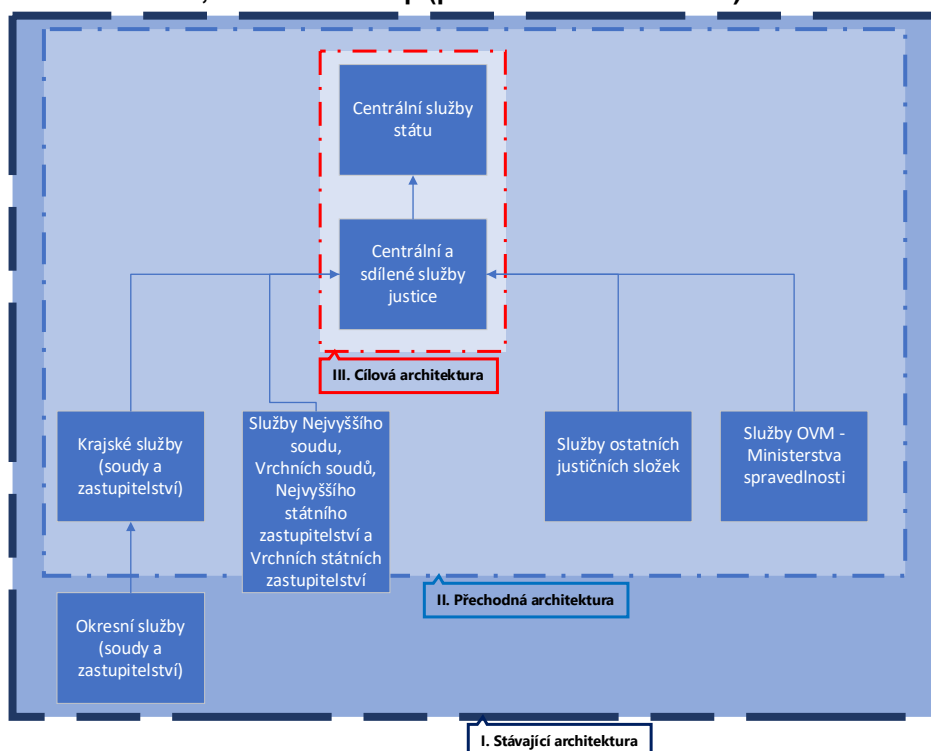 Centrální služby
státu
Centrální a
sdílené služby
justice
III. Cílová architektura
Krajské služby
(soudy a
zastupitelství)
Služby Nejvyššího
soudu,
Vrchních soudů,
Nejvyššího
státního
zastupitelství a
Vrchních státních
zastupitelství
Služby ostatních
justičních složek
Služby OVM -
Ministerstva
spravedlnosti
II. Přechodná architektura
Okresní služby
(soudy a
zastupitelství)
I. Stávající architektura